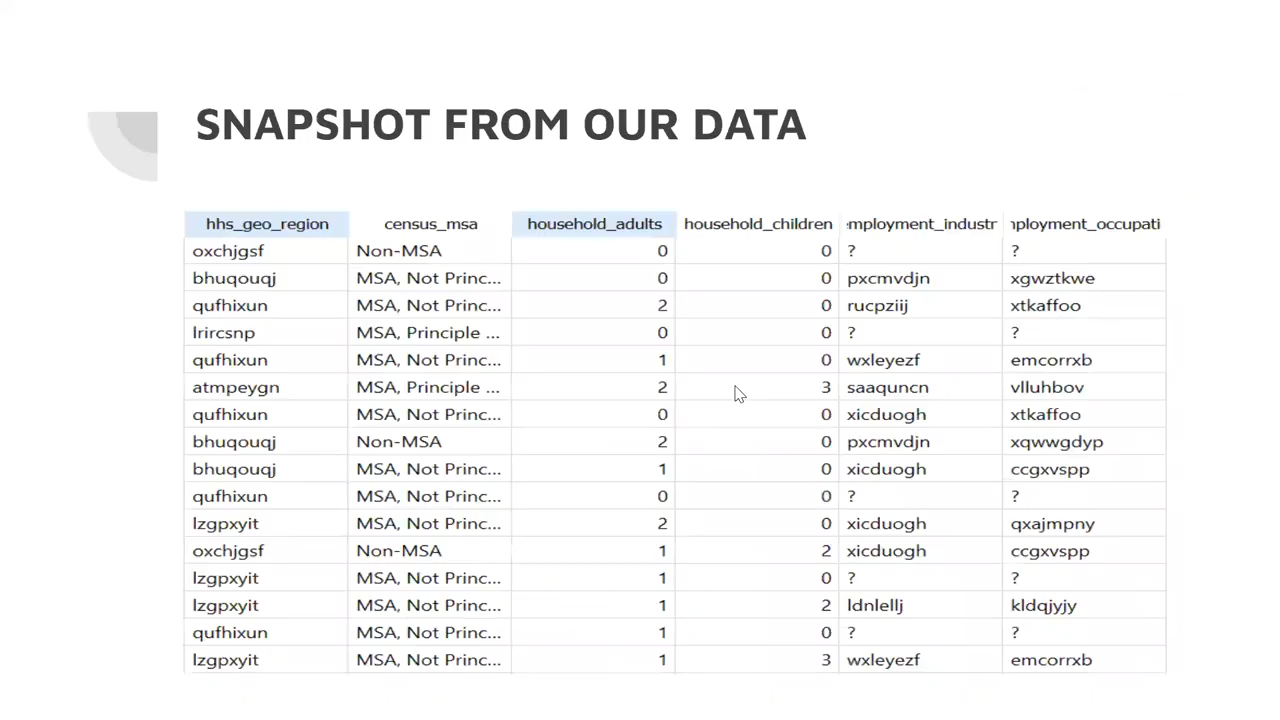 SNAPSHOT FROM OUR DATA
hhs_geo_region census_msa household_adults household_children employment_industr nployment_occupati
oxchjgsf Non-MSA 0 0 ? ?
bhuqouqj MSA, Not Princ... 0 0 pxcmvdjn xgwztkwe
qufhixun MSA, Not Princ... 2 0 rucpziij xtkaffoo
lrircsnp MSA, Principle ... 0 0 ? ?
qufhixun MSA, Not Princ... 1 0 wxleyezf emcorrxb
atmpeygn MSA, Principle ... 2 3 saaquncn vlluhbov
qufhixun MSA, Not Princ... 0 0 xicduogh xtkaffoo
bhuqouqj Non-MSA 2 0 pxcmvdjn xqwwgdyp
bhuqouqj MSA, Not Princ... 1 0 xicduogh ccgxvspp
qufhixun MSA, Not Princ... 0 0 ? ?
lzgpxyit MSA, Not Princ... 2 0 xicduogh qxajmpny
oxchjgsf Non-MSA 1 2 xicduogh ccgxvspp
lzgpxyit MSA, Not Princ... 1 0 ? ?
lzgpxyit MSA, Not Princ... 1 2 ldnlellj kldqjyjy
qufhixun MSA, Not Princ... 1 0 ? ?
lzgpxyit MSA, Not Princ... 1 3 wxleyezf emcorrxb